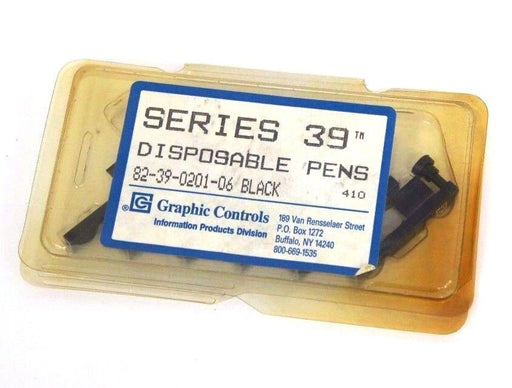 SERIES 39™
DISPOSABLE PENS
82-39-0201-06 BLACK 410
® G Graphic Controls
Information Products Division
189 Van Rensselaer Street
P.O. Box 1272
Buffalo, NY 14240
800-669-1535